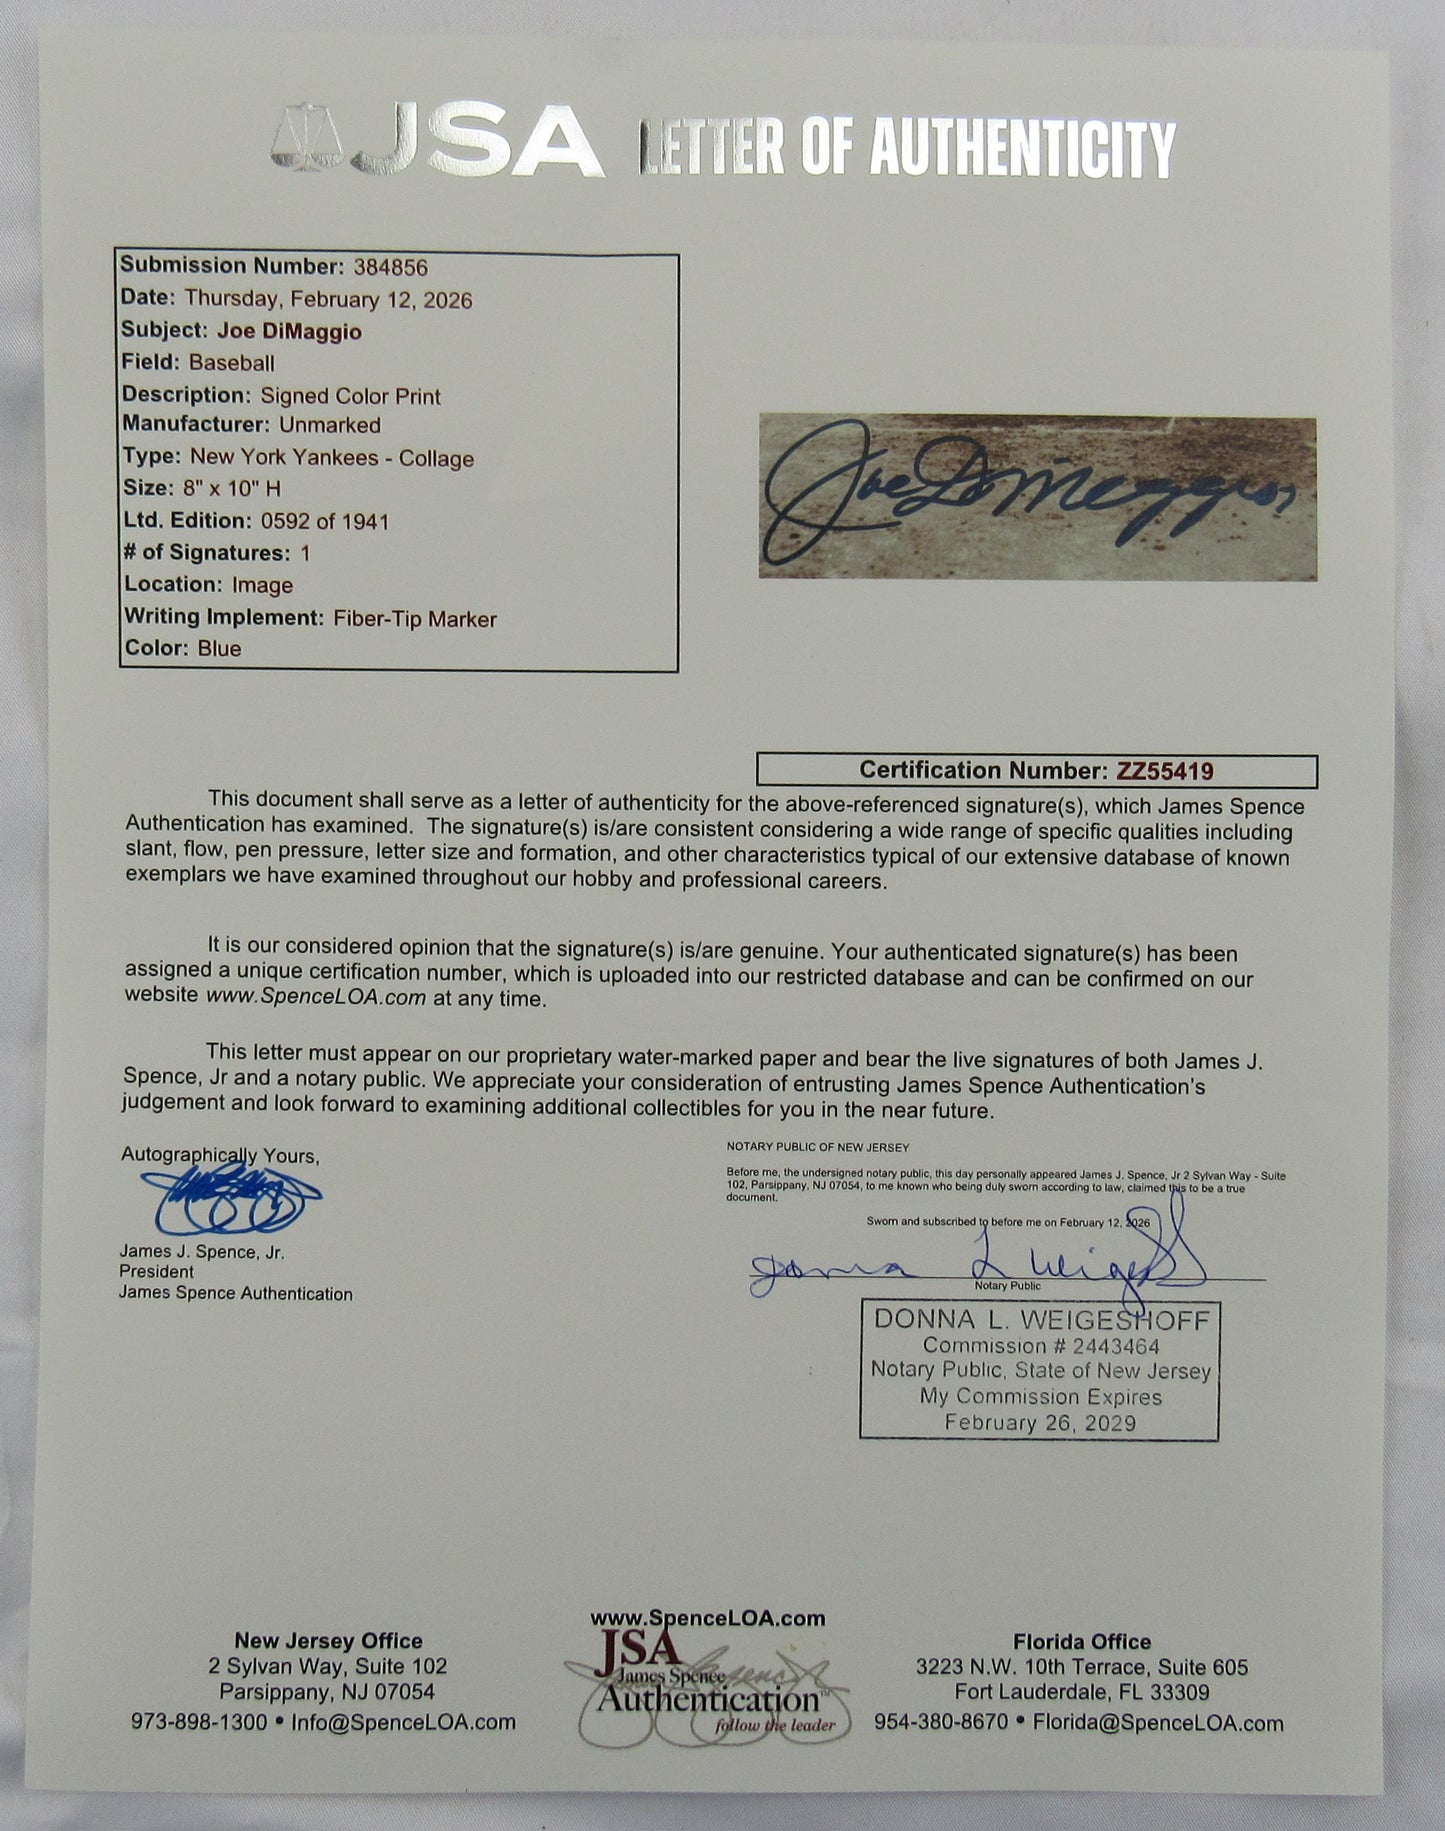 JSA LETTER OF AUTHENTICITY
Submission Number: 384856
Date: Thursday, February 12, 2026
Subject: Joe DiMaggio
Field: Baseball
Description: Signed Color Print
Manufacturer: Unmarked
Type: New York Yankees - Collage
Size: 8" x 10" H
Ltd. Edition: 0592 of 1941
# of Signatures: 1
Location: Image
Writing Implement: Fiber-Tip Marker
Color: Blue
Joe DiMaggio
Certification Number: ZZ55419
This document shall serve as a letter of authenticity for the above-referenced signature(s), which James Spence
Authentication has examined. The signature(s) is/are consistent considering a wide range of specific qualities including
slant, flow, pen pressure, letter size and formation, and other characteristics typical of our extensive database of known
exemplars we have examined throughout our hobby and professional careers.
It is our considered opinion that the signature(s) is/are genuine. Your authenticated signature(s) has been
assigned a unique certification number, which is uploaded into our restricted database and can be confirmed on our
website www.SpenceLOA.com at any time.
This letter must appear on our proprietary water-marked paper and bear the live signatures of both James J.
Spence, Jr and a notary public. We appreciate your consideration of entrusting James Spence Authentication's
judgement and look forward to examining additional collectibles for you in the near future.
Autographically Yours,
James J. Spence, Jr.
President
James Spence Authentication
NOTARY PUBLIC OF NEW JERSEY
Before me, the undersigned notary public, this day personally appeared James J. Spence, Jr 2 Sylvan Way - Suite
102, Parsippany, NJ 07054, to me known who being duly sworn according to law, claimed this to be a true
document.
Sworn and subscribed to before me on February 12, 2026
Donna L Weigeshoff
Notary Public
DONNA L. WEIGESHOFF
Commission # 2443464
Notary Public, State of New Jersey
My Commission Expires
February 26, 2029
New Jersey Office
2 Sylvan Way, Suite 102
Parsippany, NJ 07054
973-898-1300 • Info@SpenceLOA.com
www.SpenceLOA.com
JSA
James Spence
Authentication™
follow the leader
Florida Office
3223 N.W. 10th Terrace, Suite 605
Fort Lauderdale, FL 33309
954-380-8670 • Florida@SpenceLOA.com